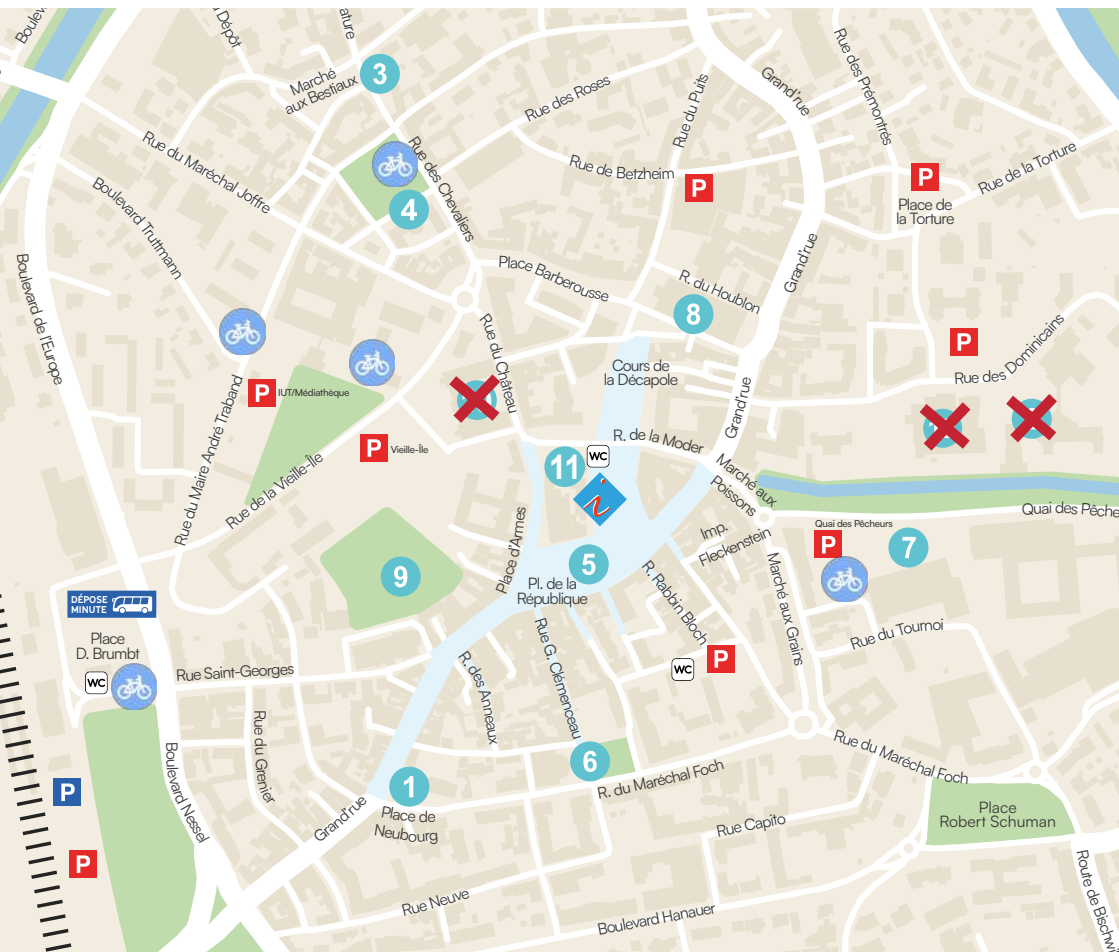 Boulev
Dépôt
ature
Marché
aux Bestiaux
3
Rue des Roses
Rue du Puits
Grand'rue
Rue des Prémontrés
Rue du Maréchal Joffre
Rue des Chevaliers
Rue de Betzheim
P
P
Place de
la Torture
Rue de la Torture
4
Boulevard Truttmann
Boulevard de l'Europe
Place Barberousse
R. du Houblon
Grand'rue
8
Rue du Château
Cours de
la Décapole
P
Rue des Dominicains
P
IUT/Médiathèque
Rue du Maire André Traband
Grand'rue
P
Vieille-Île
Rue de la Vieille-Île
R. de la Moder
WC
11
i
Marché aux
Poissons
Quai des Pêche
Quai des Pêcheurs
P
7
Imp.
Fleckenstein
Place d'Armes
5
Pl. de la
République
9
R. Rabbin Bloch
Marché aux Grains
DÉPOSE
MINUTE
Place
D. Brumbt
WC
Rue Saint-Georges
Rue du Tournoi
P
WC
Rue G. Clémenceau
R. des Anneaux
Rue du Grenier
Boulevard Nessel
6
R. du Maréchal Foch
Rue du Maréchal Foch
P
1
Place de
Neubourg
Grand'rue
Place
Robert Schuman
Rue Capito
P
Route de Bischw
Rue Neuve
Boulevard Hanauer